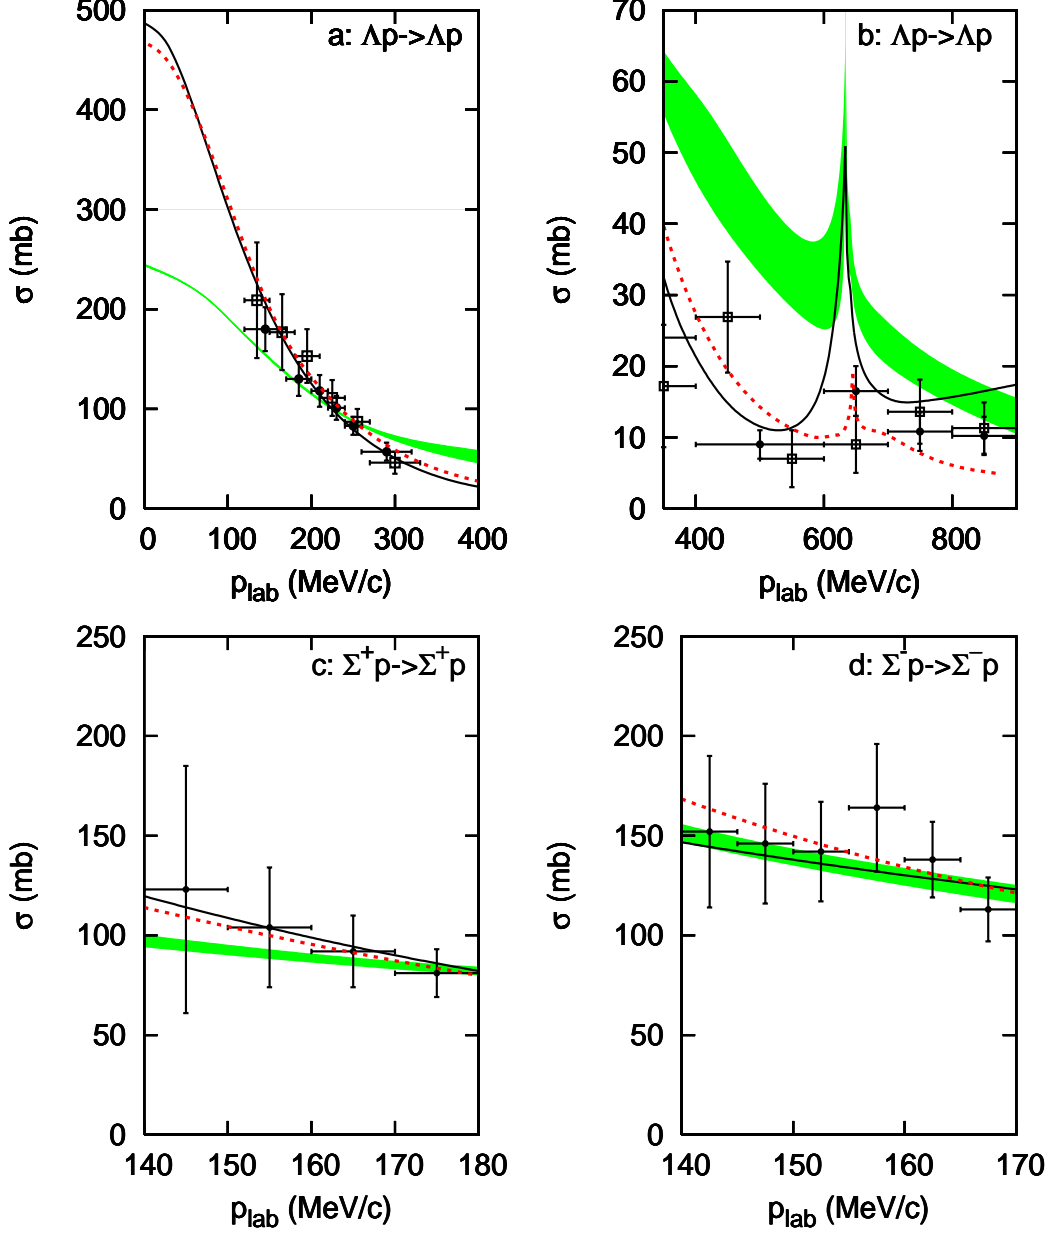 a: Λp->Λp
500
400
300
200
100
0
σ (mb)
0 100 200 300 400
p_lab (MeV/c)
b: Λp->Λp
70
60
50
40
30
20
10
0
σ (mb)
400 600 800
p_lab (MeV/c)
c: Σ⁺p->Σ⁺p
250
200
150
100
50
0
σ (mb)
140 150 160 170 180
p_lab (MeV/c)
d: Σ⁻p->Σ⁻p
250
200
150
100
50
0
σ (mb)
140 150 160 170
p_lab (MeV/c)